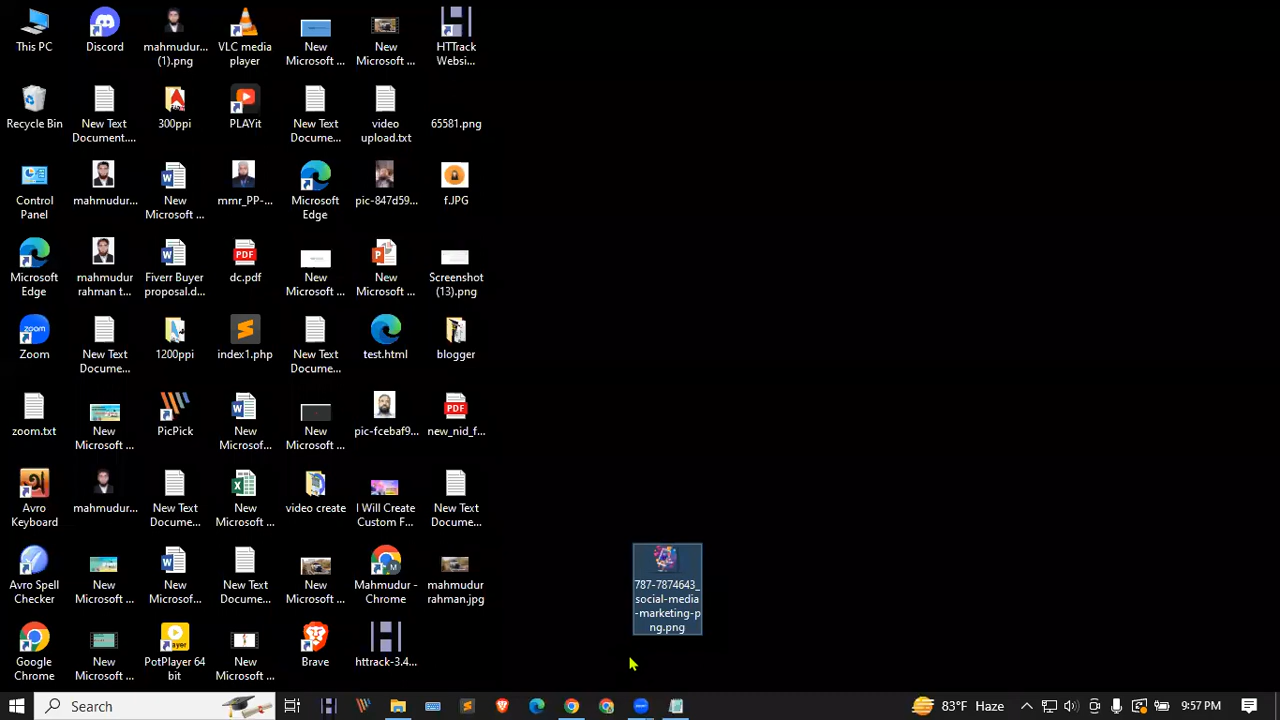 This PC
Discord
mahmudur...
(1).png
VLC media
player
New
Microsoft ...
New
Microsoft ...
HTTrack
Websi...
Recycle Bin
New Text
Document....
300ppi
PLAYit
New Text
Docume...
video
upload.txt
65581.png
Control
Panel
mahmudur...
New
Microsoft ...
mmr_PP-...
Microsoft
Edge
pic-847d59...
f.JPG
Microsoft
Edge
mahmudur
rahman t...
Fiverr Buyer
proposal.d...
PDF
dc.pdf
New
Microsoft ...
New
Microsoft ...
Screenshot
(13).png
zoom
Zoom
New Text
Docume...
1200ppi
index1.php
New Text
Docume...
test.html
blogger
zoom.txt
New
Microsoft ...
PicPick
New
Microsof...
New
Microsoft ...
pic-fcebaf9...
PDF
new_nid_f...
Avro
Keyboard
mahmudur...
New Text
Docume...
New
Microsoft ...
video create
I Will Create
Custom F...
New Text
Docume...
Avro Spell
Checker
New
Microsoft ...
New
Microsoft...
New Text
Docume...
New
Microsoft ...
Mahmudur -
Chrome
mahmudur
rahman.jpg
787-7874643_
social-media
-marketing-p
ng.png
Google
Chrome
New
Microsoft ...
PotPlayer 64
bit
New
Microsoft ...
Brave
httrack-3.4...
Search
83°F Haze
9:57 PM